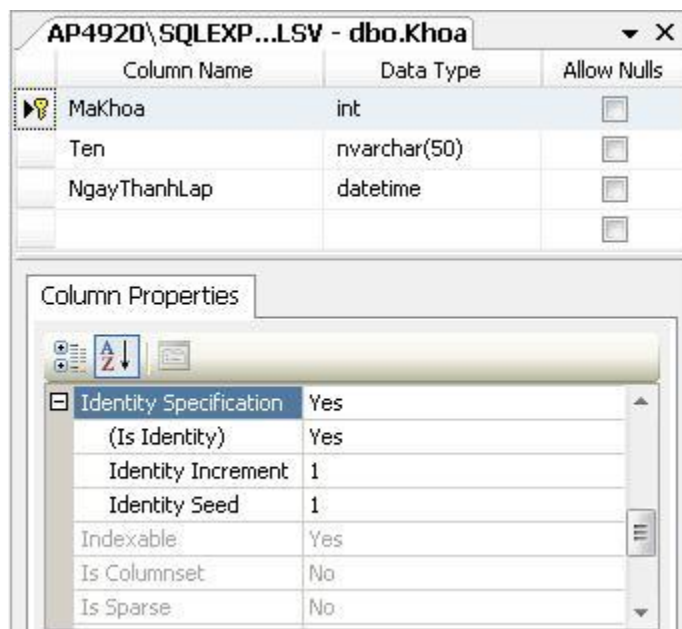 AP4920\SQLEXP...LSV - dbo.Khoa
Column Name Data Type Allow Nulls
MaKhoa int
Ten nvarchar(50)
NgayThanhLap datetime
Column Properties
Identity Specification Yes
(Is Identity) Yes
Identity Increment 1
Identity Seed 1
Indexable Yes
Is Columnset No
Is Sparse No